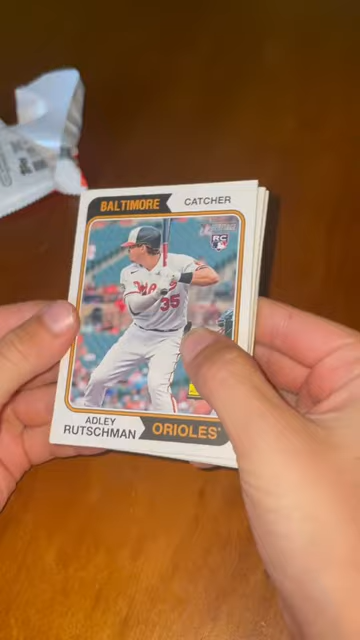 BALTIMORE
CATCHER
RC
35
ADLEY
RUTSCHMAN
ORIOLES